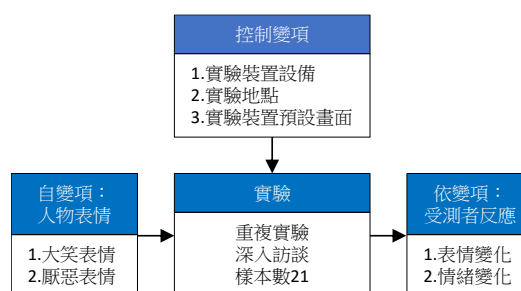 控制變項
1.實驗裝置設備
2.實驗地點
3.實驗裝置預設畫面
自變項：
人物表情
1.大笑表情
2.厭惡表情
實驗
重複實驗
深入訪談
樣本數21
依變項：
受測者反應
1.表情變化
2.情緒變化